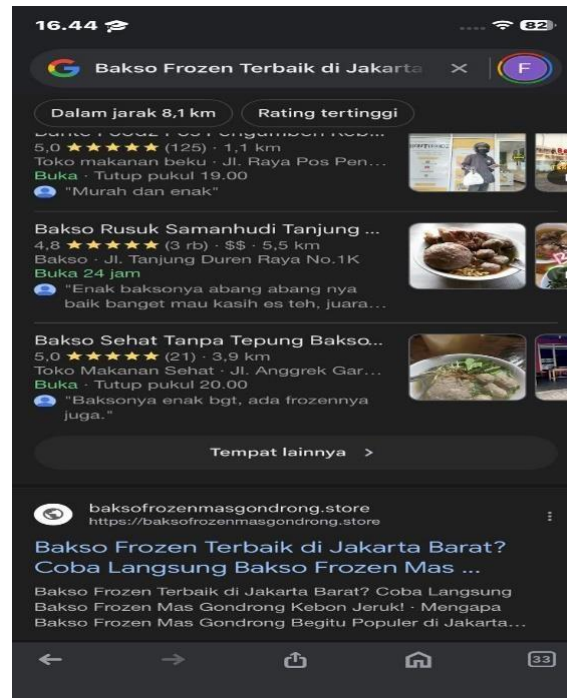 16.44
82
Bakso Frozen Terbaik di Jakarta
F
Dalam jarak 8,1 km
Rating tertinggi
5,0 ★★★★★ (125) · 1,1 km
Toko makanan beku · Jl. Raya Pos Pen...
Buka · Tutup pukul 19.00
"Murah dan enak"
Bakso Rusuk Samanhudi Tanjung ...
4,8 ★★★★★ (3 rb) · $$ · 5,5 km
Bakso · Jl. Tanjung Duren Raya No.1K
Buka 24 jam
"Enak baksonya abang abang nya
baik banget mau kasih es teh, juara...
Bakso Sehat Tanpa Tepung Bakso...
5,0 ★★★★★ (21) · 3,9 km
Toko Makanan Sehat · Jl. Anggrek Gar...
Buka · Tutup pukul 20.00
"Baksonya enak bgt, ada frozennya
juga."
Tempat lainnya >
baksofrozenmasgondrong.store
https://baksofrozenmasgondrong.store
Bakso Frozen Terbaik di Jakarta Barat?
Coba Langsung Bakso Frozen Mas ...
Bakso Frozen Terbaik di Jakarta Barat? Coba Langsung
Bakso Frozen Mas Gondrong Kebon Jeruk! · Mengapa
Bakso Frozen Mas Gondrong Begitu Populer di Jakarta...
33